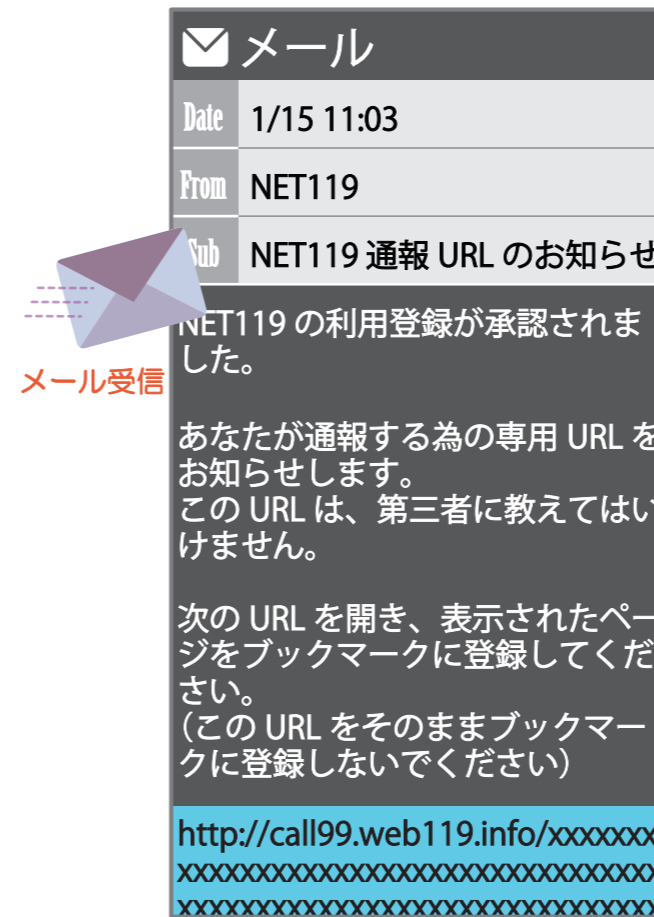 メール
Date 1/15 11:03
From NET119
Sub NET119 通報 URL のお知らせ
メール受信
NET119 の利用登録が承認されま
した。
あなたが通報する為の専用 URL を
お知らせします。
この URL は、第三者に教えてはい
けません。
次の URL を開き、表示されたペー
ジをブックマークに登録してくだ
さい。
（この URL をそのままブックマー
クに登録しないでください）
http://call99.web119.info/xxxxxxx
xxxxxxxxxxxxxxxxxxxxxxxxxxxxxxx
xxxxxxxxxxxxxxxxxxxxxxxxxxxxxxx